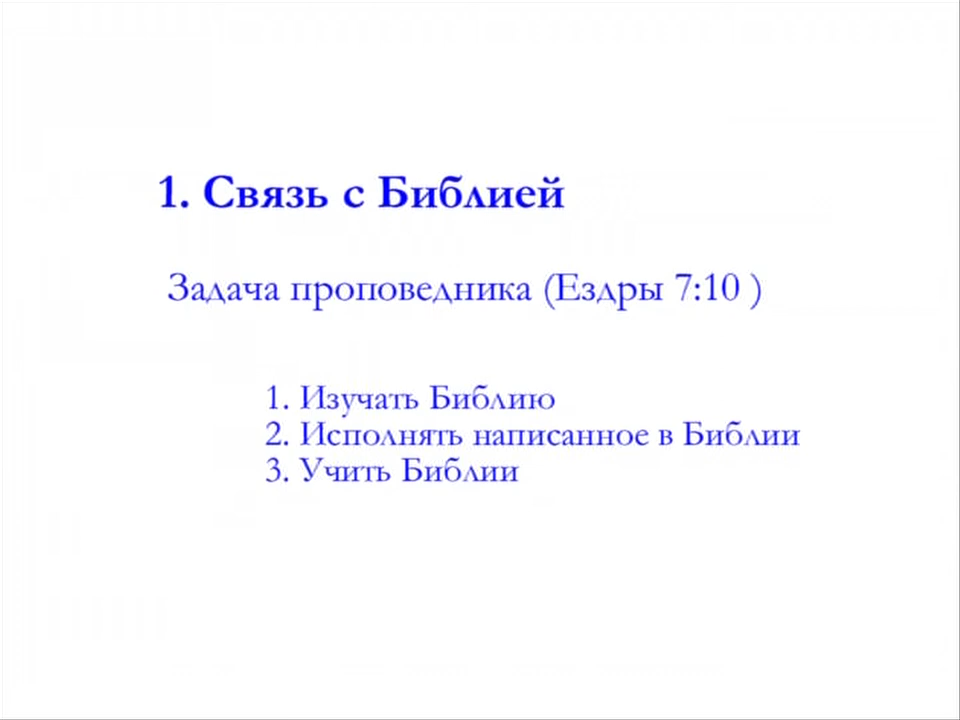 1. Связь с Библией
Задача проповедника (Ездры 7:10 )
1. Изучать Библию
2. Исполнять написанное в Библии
3. Учить Библии